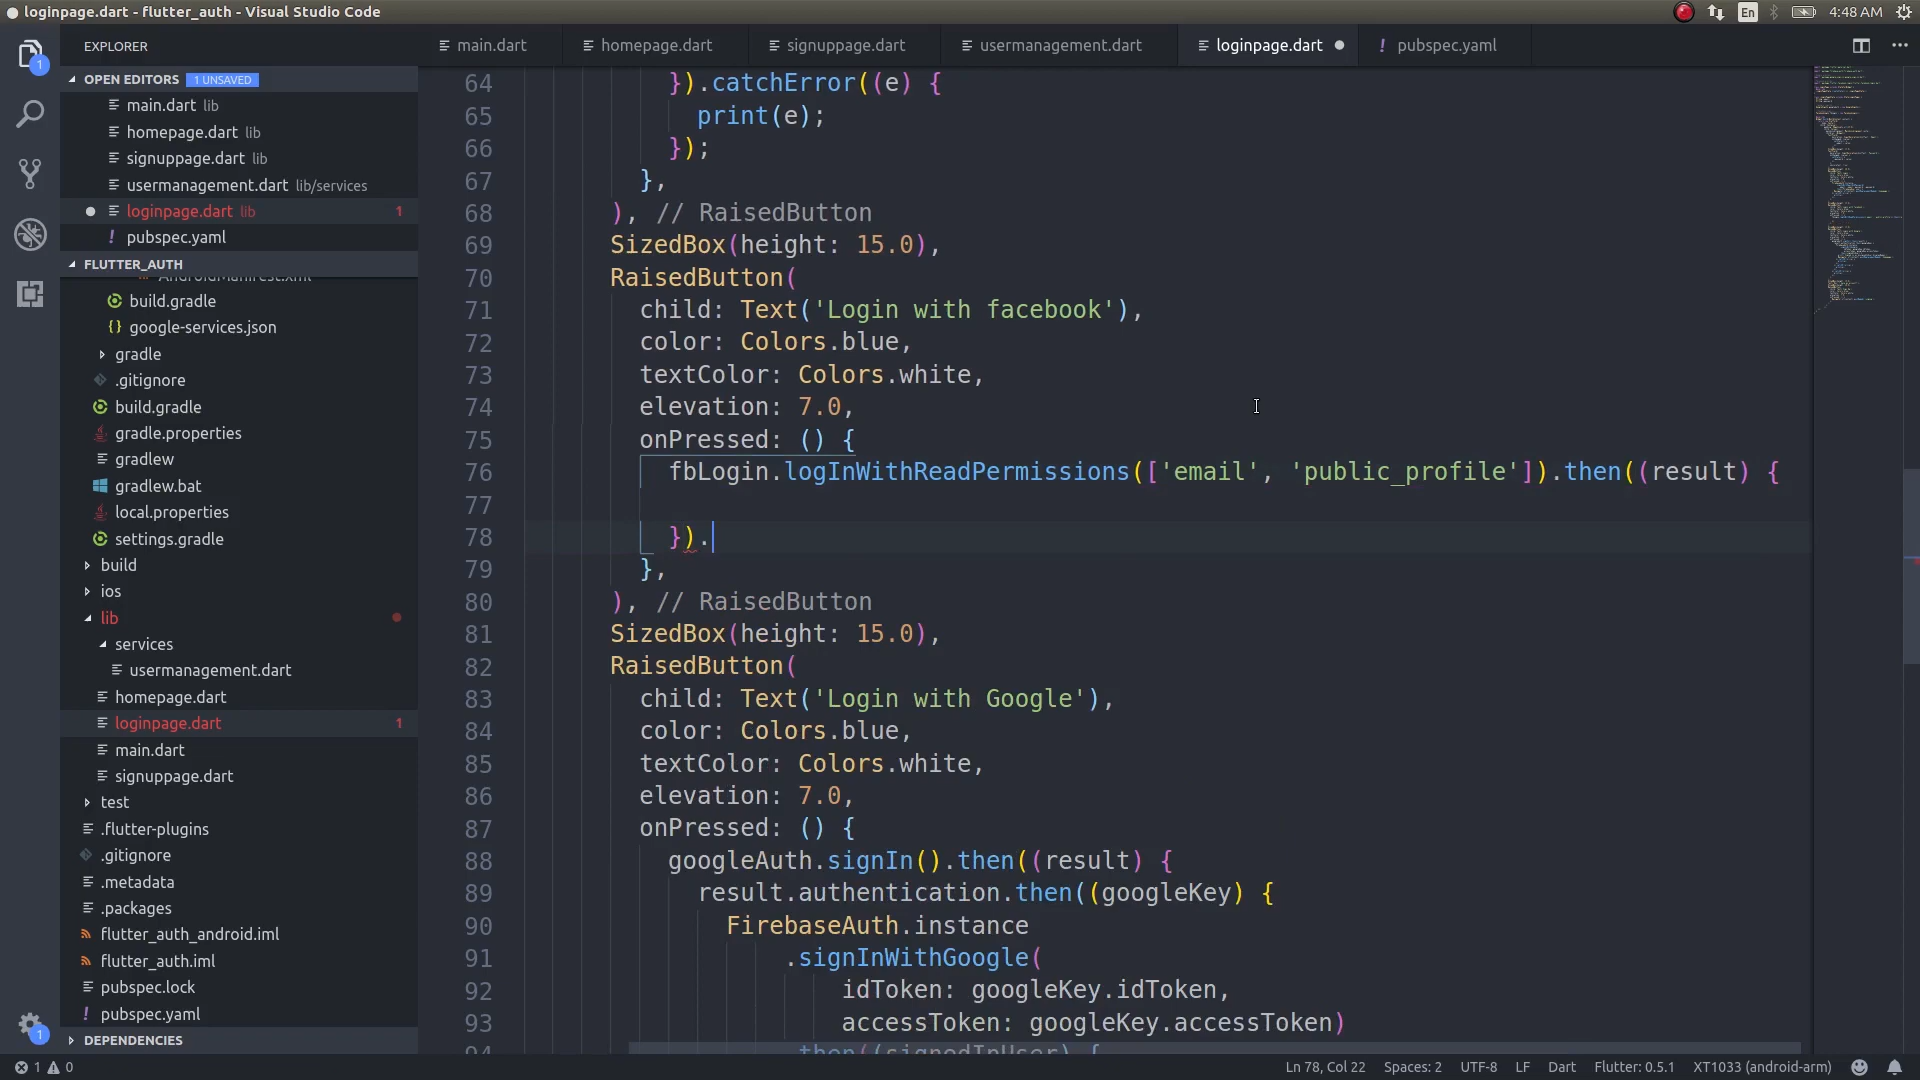 loginpage.dart - flutter_auth - Visual Studio Code
En
4:48 AM
EXPLORER
OPEN EDITORS 1 UNSAVED
main.dart lib
homepage.dart lib
signuppage.dart lib
usermanagement.dart lib/services
loginpage.dart lib 1
! pubspec.yaml
FLUTTER_AUTH
AndroidManifest.xml
build.gradle
{} google-services.json
gradle
.gitignore
build.gradle
gradle.properties
gradlew
gradlew.bat
local.properties
settings.gradle
build
ios
lib
services
usermanagement.dart
homepage.dart
loginpage.dart 1
main.dart
signuppage.dart
test
.flutter-plugins
.gitignore
.metadata
.packages
flutter_auth_android.iml
flutter_auth.iml
pubspec.lock
! pubspec.yaml
DEPENDENCIES
1
1
main.dart
homepage.dart
signuppage.dart
usermanagement.dart
loginpage.dart
! pubspec.yaml
64 }).catchError((e) {
65 print(e);
66 });
67 },
68 ), // RaisedButton
69 SizedBox(height: 15.0),
70 RaisedButton(
71 child: Text('Login with facebook'),
72 color: Colors.blue,
73 textColor: Colors.white,
74 elevation: 7.0,
75 onPressed: () {
76 fbLogin.logInWithReadPermissions(['email', 'public_profile']).then((result) {
77
78 }).
79 },
80 ), // RaisedButton
81 SizedBox(height: 15.0),
82 RaisedButton(
83 child: Text('Login with Google'),
84 color: Colors.blue,
85 textColor: Colors.white,
86 elevation: 7.0,
87 onPressed: () {
88 googleAuth.signIn().then((result) {
89 result.authentication.then((googleKey) {
90 FirebaseAuth.instance
91 .signInWithGoogle(
92 idToken: googleKey.idToken,
93 accessToken: googleKey.accessToken)
94 .then((signedInUser) {
1 0
Ln 78, Col 22
Spaces: 2
UTF-8
LF
Dart
Flutter: 0.5.1
XT1033 (android-arm)